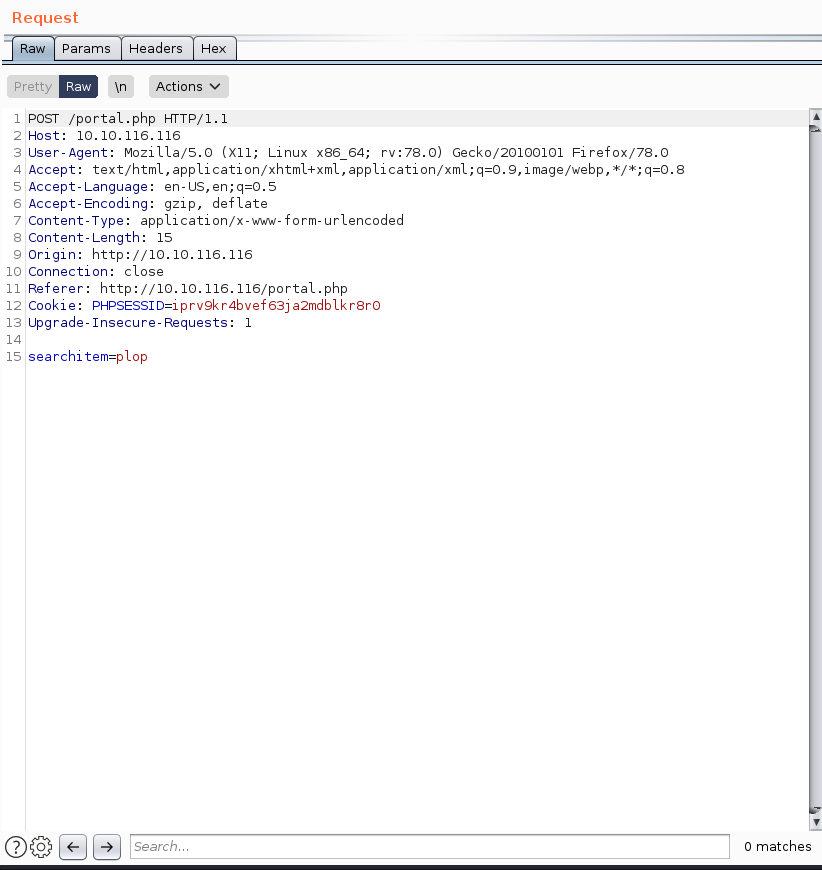 Request
Raw Params Headers Hex
Pretty Raw \n Actions
1 POST /portal.php HTTP/1.1
2 Host: 10.10.116.116
3 User-Agent: Mozilla/5.0 (X11; Linux x86_64; rv:78.0) Gecko/20100101 Firefox/78.0
4 Accept: text/html,application/xhtml+xml,application/xml;q=0.9,image/webp,*/*;q=0.8
5 Accept-Language: en-US,en;q=0.5
6 Accept-Encoding: gzip, deflate
7 Content-Type: application/x-www-form-urlencoded
8 Content-Length: 15
9 Origin: http://10.10.116.116
10 Connection: close
11 Referer: http://10.10.116.116/portal.php
12 Cookie: PHPSESSID=iprv9kr4bvef63ja2mdblkr8r0
13 Upgrade-Insecure-Requests: 1
14
15 searchitem=plop
? Search... 0 matches